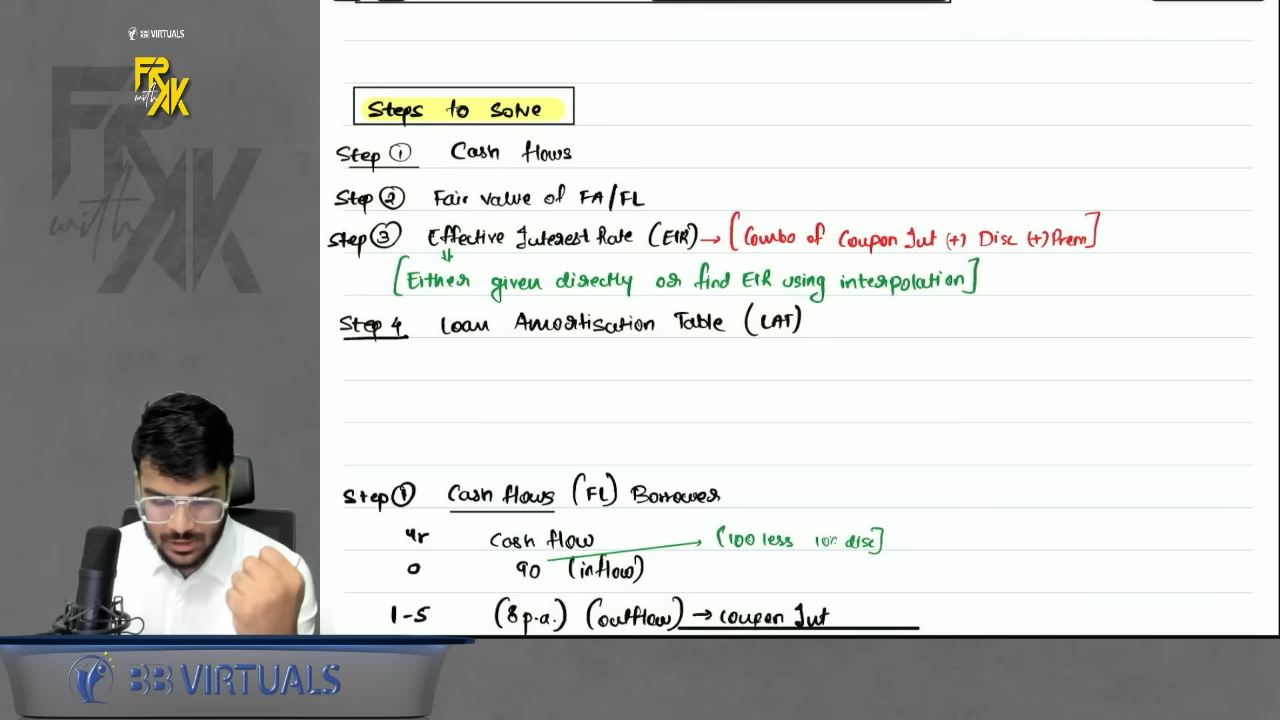 BB VIRTUALS
FR
with
AK
FR
with
AK
Steps to Solve
Step ① Cash flows
Step ② Fair value of FA/FL
Step ③ Effective Interest Rate (EIR) → [Combo of Coupon Int (+) Disc (+) Prem]
[Either given directly or find EIR using interpolation]
Step 4 Loan Amortisation Table (LAT)
Step ① Cash flows (FL) Borrower
Yr Cash flow → [100 less 10% disc]
0 90 (inflow)
1-5 (8 p.a.) (outflow) → Coupon Int
BB VIRTUALS